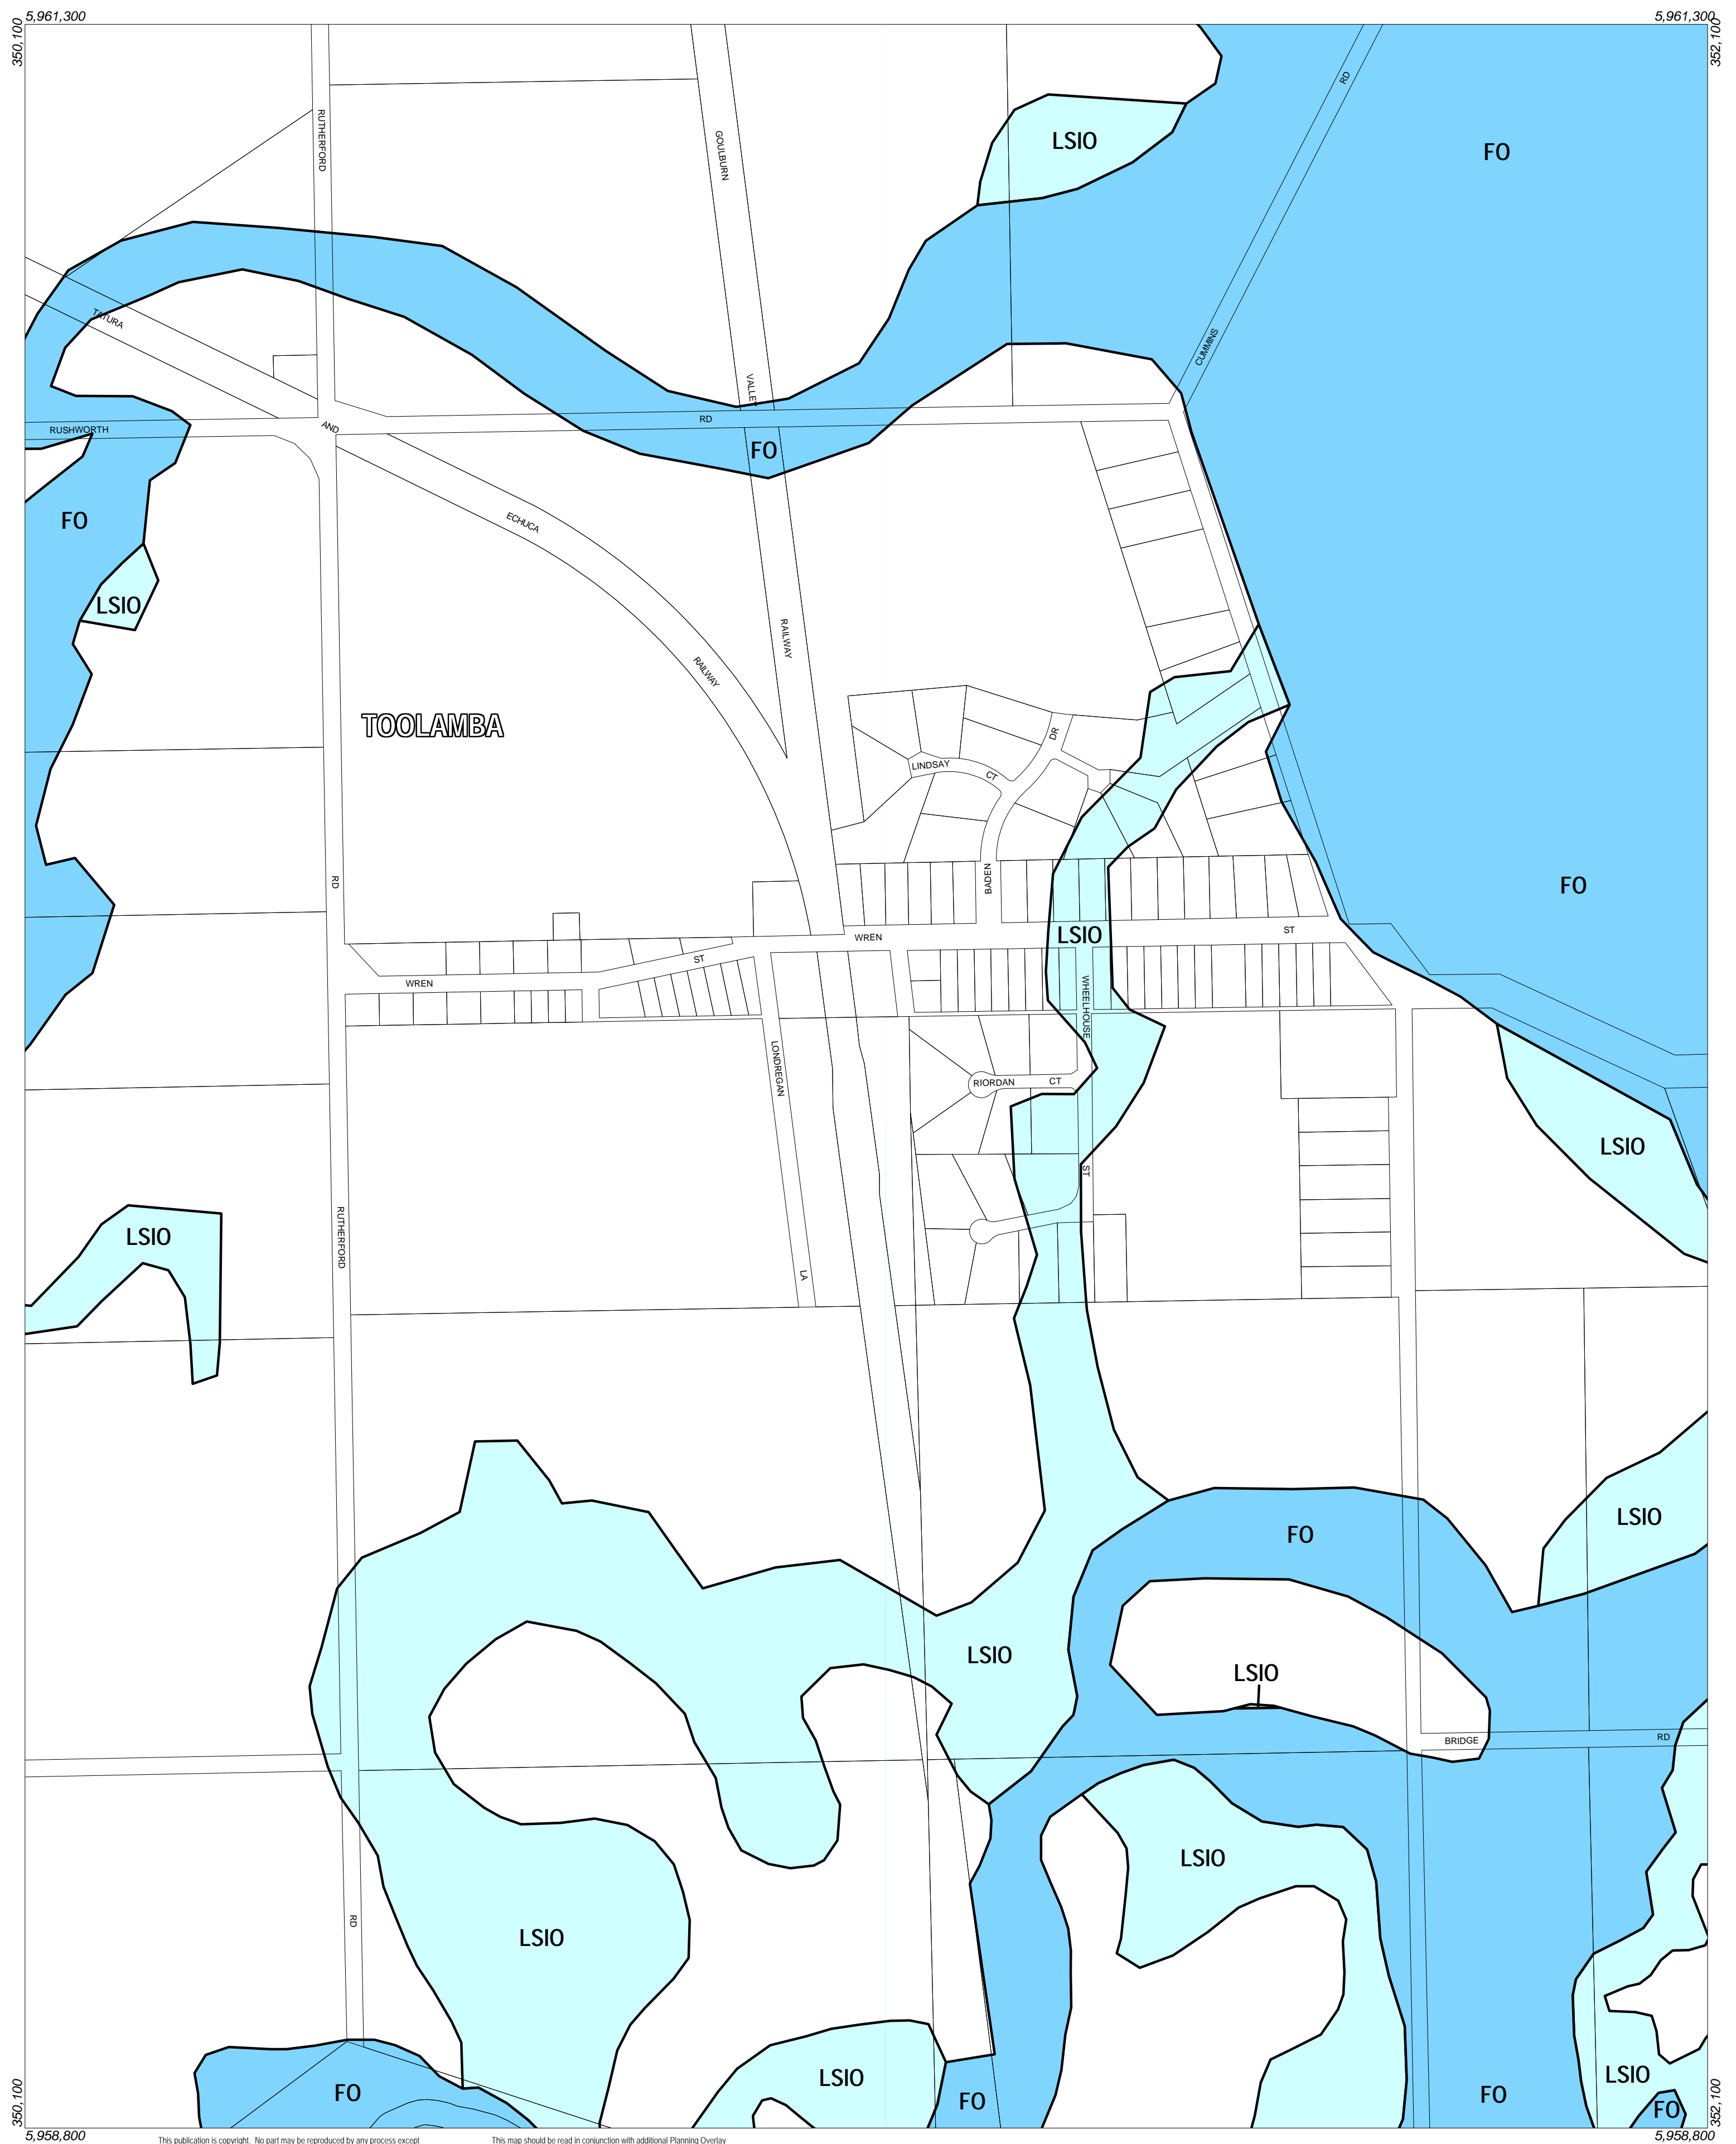 5,961,300
5,961,300
350,100
352,100
RD
RUTHERFORD
GOULBURN
LSIO
FO
TATURA
CUMMINS
VALLEY
RUSHWORTH
AND
RD
FO
FO
ECHUCA
LSIO
RAILWAY
RAILWAY
TOOLAMBA
DR
LINDSAY
CT
RD
BADEN
FO
WREN
LSIO
ST
ST
WREN
WHEELHOUSE
LONDREGAN
RIORDAN
CT
LSIO
ST
RUTHERFORD
LSIO
LA
LSIO
FO
LSIO
LSIO
BRIDGE
RD
LSIO
RD
LSIO
LSIO
LSIO
FO
FO
FO
FO
350,100
352,100
5,958,800
5,958,800
This publication is copyright. No part may be reproduced by any process except
This map should be read in conjunction with additional Planning Overlay